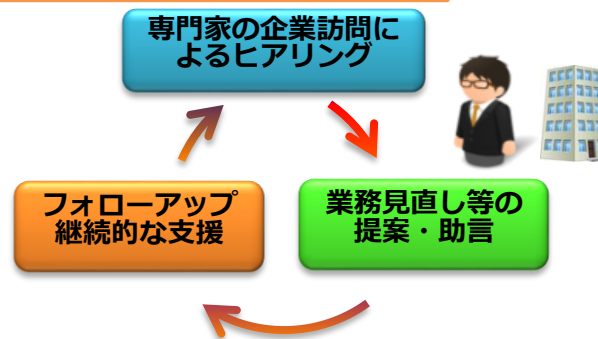 専門家の企業訪問に
よるヒアリング
フォローアップ
継続的な支援
業務見直し等の
提案・助言